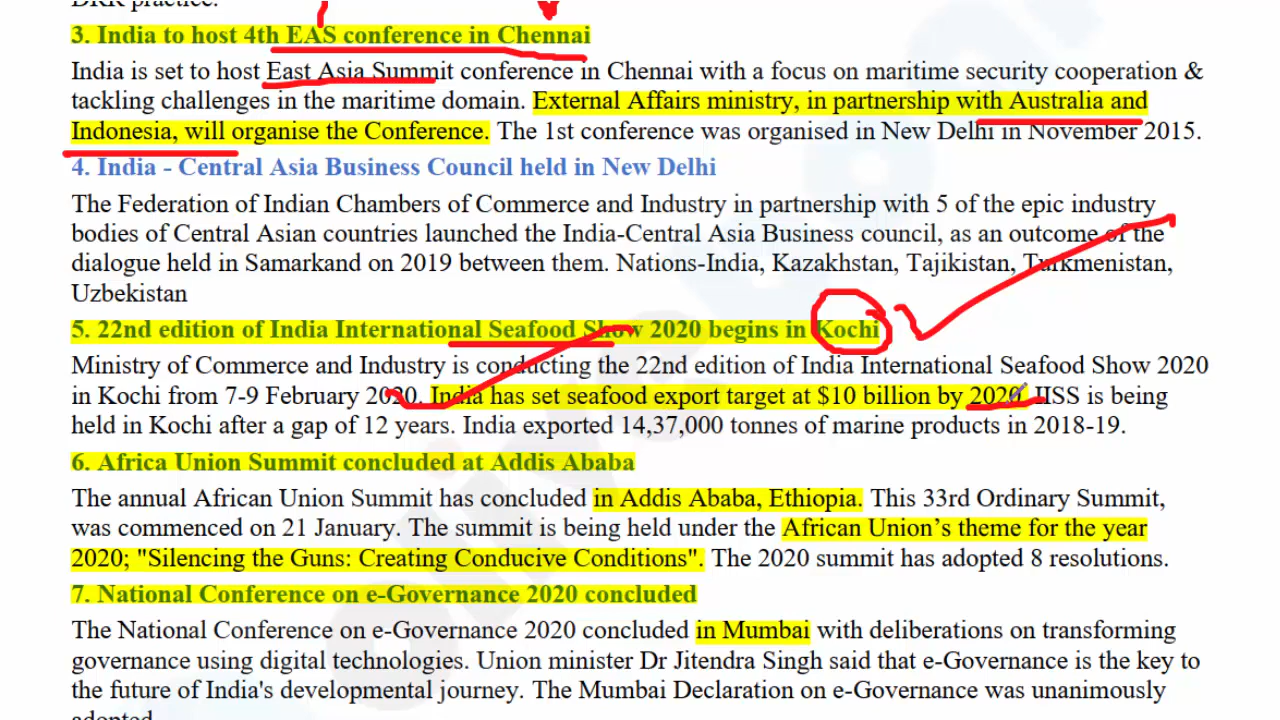 DRR practice.
3. India to host 4th EAS conference in Chennai
India is set to host East Asia Summit conference in Chennai with a focus on maritime security cooperation &
tackling challenges in the maritime domain. External Affairs ministry, in partnership with Australia and
Indonesia, will organise the Conference. The 1st conference was organised in New Delhi in November 2015.
4. India - Central Asia Business Council held in New Delhi
The Federation of Indian Chambers of Commerce and Industry in partnership with 5 of the epic industry
bodies of Central Asian countries launched the India-Central Asia Business council, as an outcome of the
dialogue held in Samarkand on 2019 between them. Nations-India, Kazakhstan, Tajikistan, Turkmenistan,
Uzbekistan
5. 22nd edition of India International Seafood Show 2020 begins in Kochi
Ministry of Commerce and Industry is conducting the 22nd edition of India International Seafood Show 2020
in Kochi from 7-9 February 2020. India has set seafood export target at $10 billion by 2020. IISS is being
held in Kochi after a gap of 12 years. India exported 14,37,000 tonnes of marine products in 2018-19.
6. Africa Union Summit concluded at Addis Ababa
The annual African Union Summit has concluded in Addis Ababa, Ethiopia. This 33rd Ordinary Summit,
was commenced on 21 January. The summit is being held under the African Union’s theme for the year
2020; "Silencing the Guns: Creating Conducive Conditions". The 2020 summit has adopted 8 resolutions.
7. National Conference on e-Governance 2020 concluded
The National Conference on e-Governance 2020 concluded in Mumbai with deliberations on transforming
governance using digital technologies. Union minister Dr Jitendra Singh said that e-Governance is the key to
the future of India's developmental journey. The Mumbai Declaration on e-Governance was unanimously
adopted